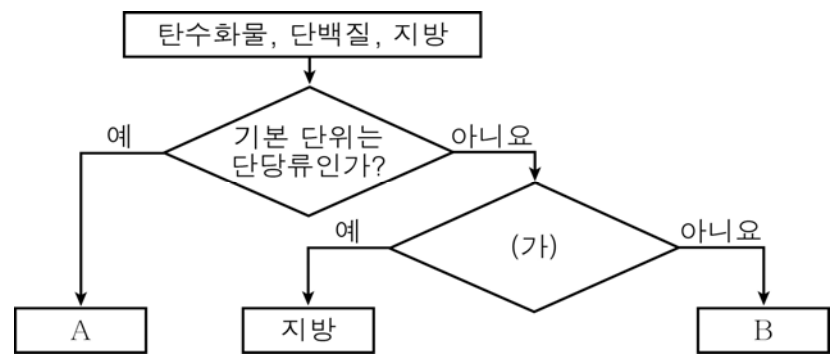 탄수화물, 단백질, 지방
예
기본 단위는
단당류인가?
아니요
예
(가)
아니요
A
지방
B